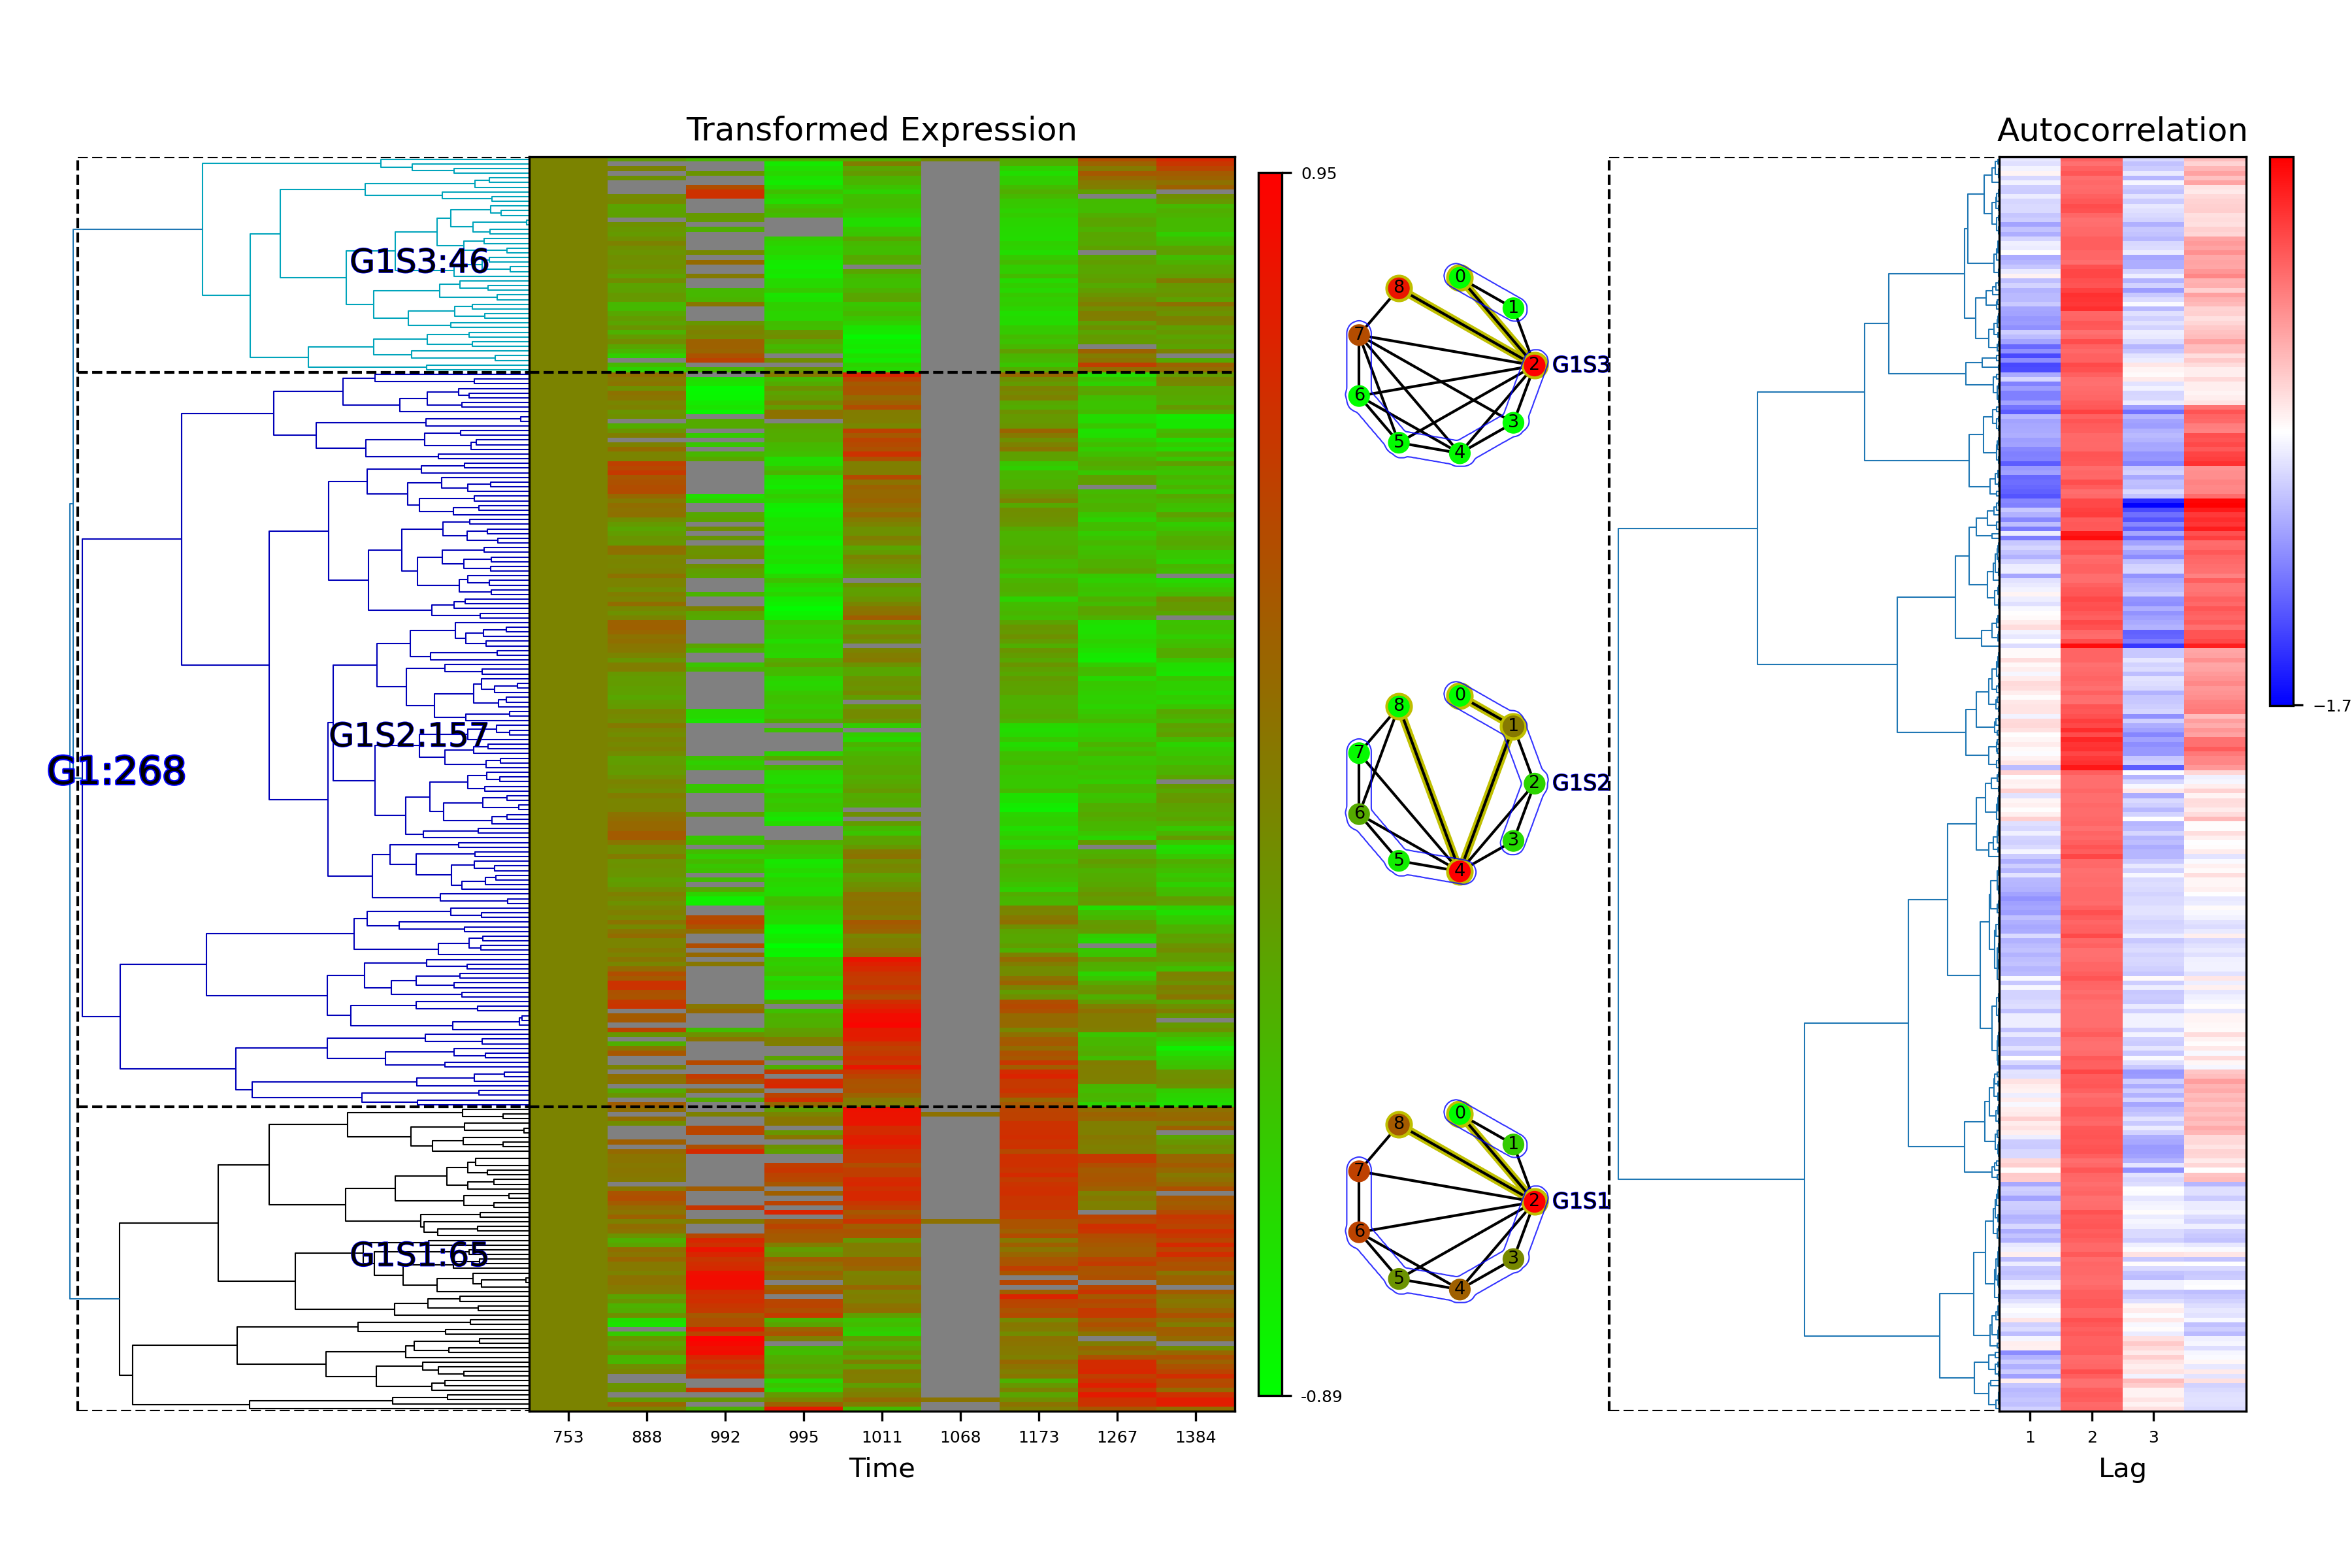 Transformed Expression
Autocorrelation
0.95
G1S3:46
0
8
1
7
2
G1S3
6
3
5
4
−1.7
0
8
1
G1S2:157
7
2
G1S2
G1:268
6
3
5
4
0
8
1
7
2
G1S1
6
3
G1S1:65
5
4
-0.89
753 888 992 995 1011 1068 1173 1267 1384
1 2 3
Time
Lag